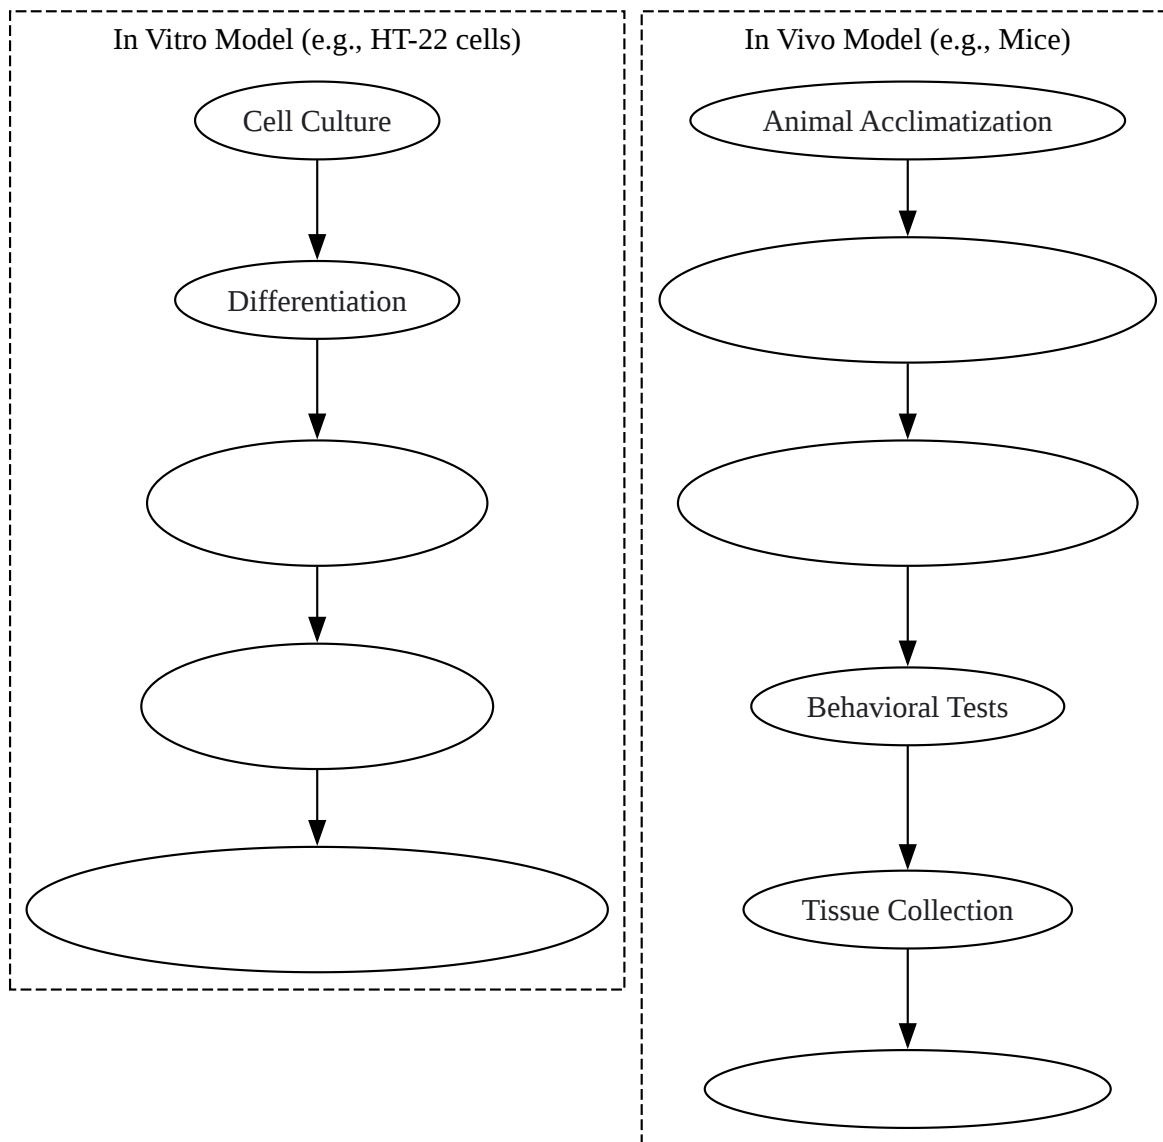 In Vitro Model (e.g., HT-22 cells)
Cell Culture
Differentiation
In Vivo Model (e.g., Mice)
Animal Acclimatization
Behavioral Tests
Tissue Collection